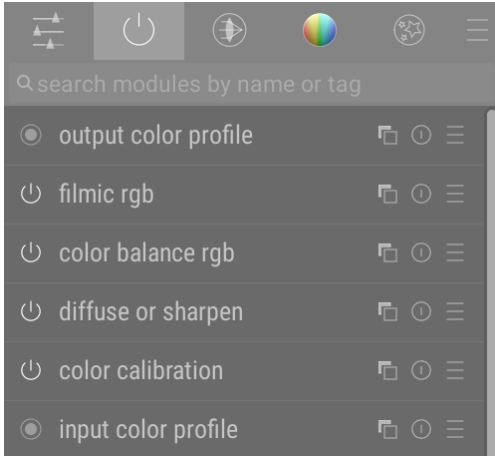 search modules by name or tag
output color profile
filmic rgb
color balance rgb
diffuse or sharpen
color calibration
input color profile